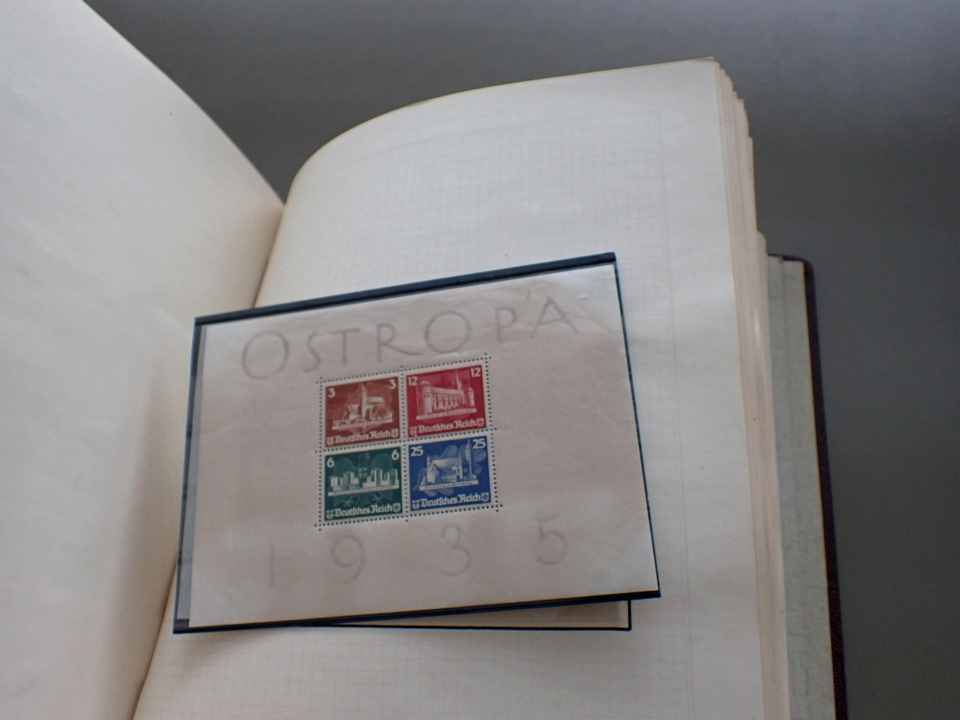 OSTROPA
3 3
Deutsches Reich
12 12
Deutsches Reich
6 6
Deutsches Reich
25 25
Deutsches Reich
1935